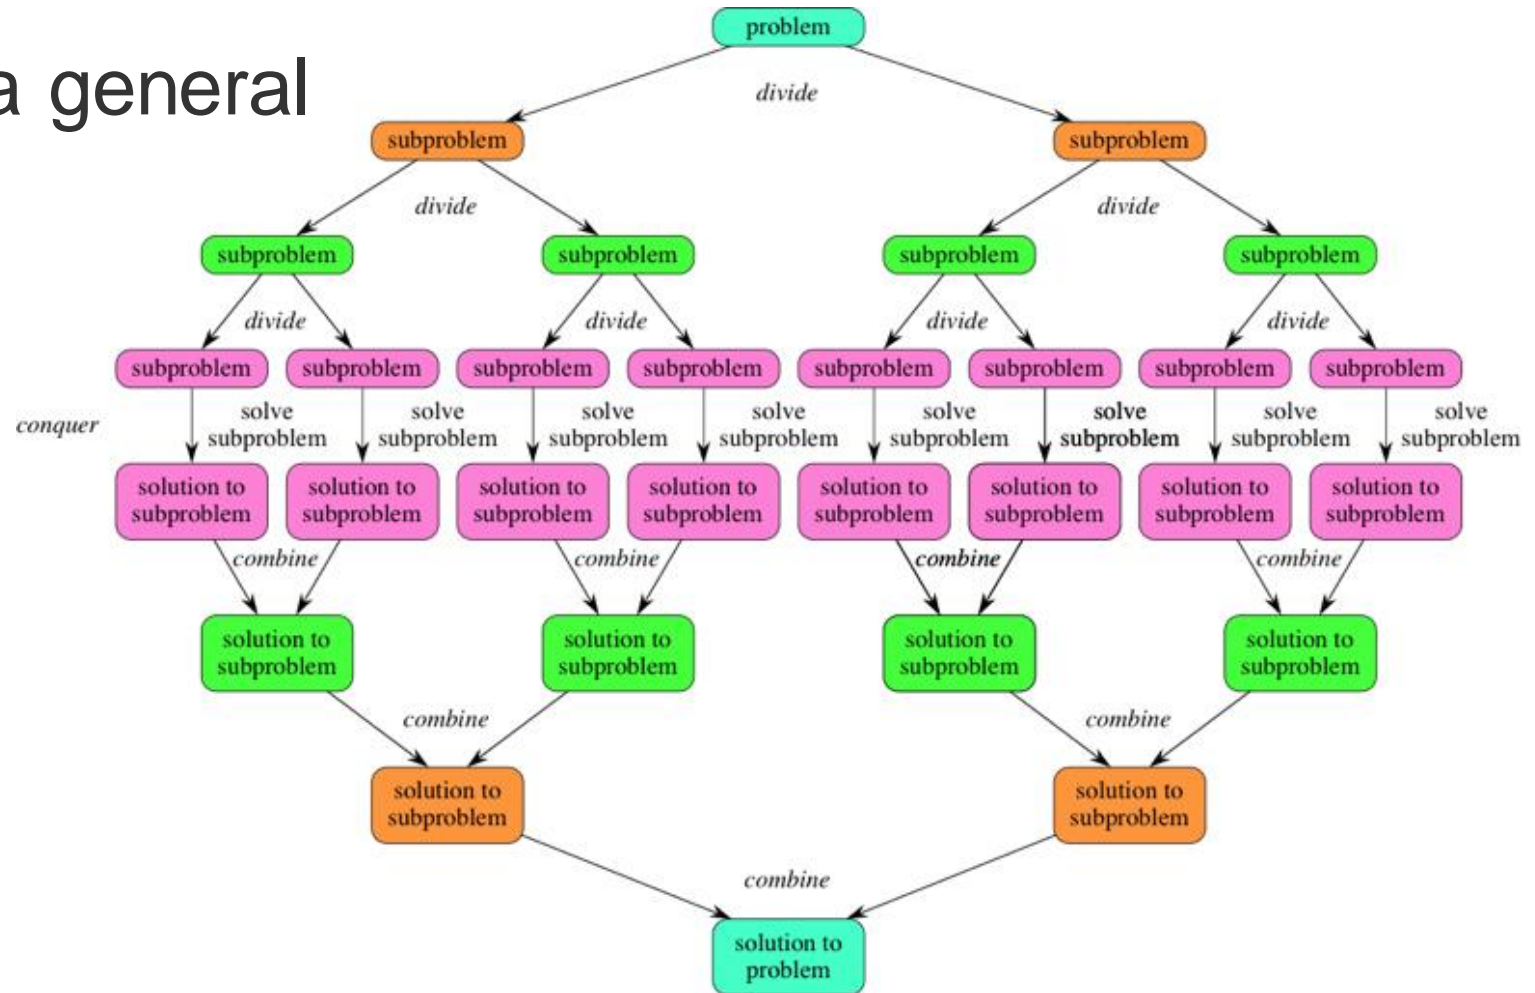 a general
problem
divide
subproblem subproblem
divide divide
subproblem subproblem subproblem subproblem
divide divide divide divide
subproblem subproblem subproblem subproblem subproblem subproblem subproblem subproblem
conquer
solve solve solve solve solve solve solve solve
subproblem subproblem subproblem subproblem subproblem subproblem subproblem subproblem
solution to solution to solution to solution to solution to solution to solution to solution to
subproblem subproblem subproblem subproblem subproblem subproblem subproblem subproblem
combine combine combine combine
solution to solution to solution to solution to
subproblem subproblem subproblem subproblem
combine combine
solution to solution to
subproblem subproblem
combine
solution to
problem